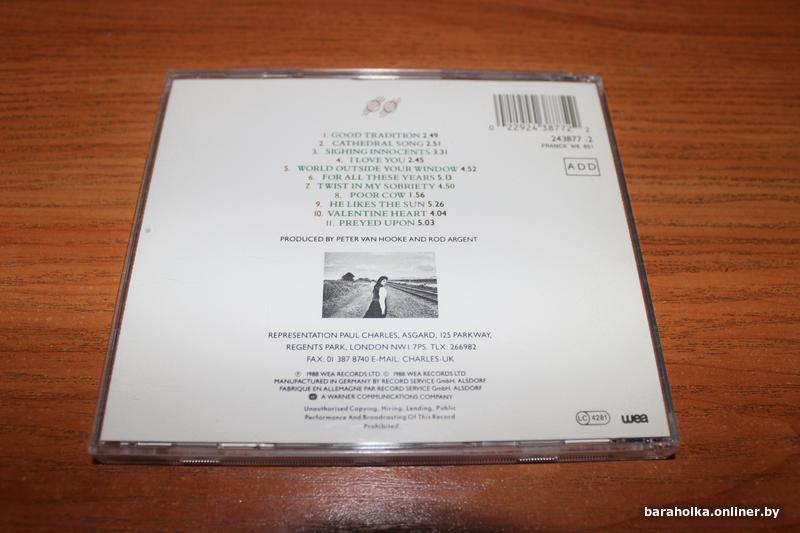 1. GOOD TRADITION 2.49
2. CATHEDRAL SONG 2.51
3. SIGHING INNOCENTS 3.31
4. I LOVE YOU 2.45
5. WORLD OUTSIDE YOUR WINDOW 4.52
6. FOR ALL THESE YEARS 5.13
7. TWIST IN MY SOBRIETY 4.50
8. POOR COW 1.56
9. HE LIKES THE SUN 5.26
10. VALENTINE HEART 4.04
11. PREYED UPON 5.03
PRODUCED BY PETER VAN HOOKE AND ROD ARGENT
0 22924 38772 2
243877-2
FRANCE WE 851
ADD
REPRESENTATION PAUL CHARLES, ASGARD, 125 PARKWAY,
REGENTS PARK, LONDON NW1 7PS. TLX: 266982
FAX: 01 387 8740 E-MAIL: CHARLES-UK
℗ 1988 WEA RECORDS LTD. © 1988 WEA RECORDS LTD
MANUFACTURED IN GERMANY BY RECORD SERVICE GmbH, ALSDORF
FABRIQUE EN ALLEMAGNE PAR RECORD SERVICE GmbH, ALSDORF
A WARNER COMMUNICATIONS COMPANY
Unauthorised Copying, Hiring, Lending, Public
Performance And Broadcasting Of This Record
Prohibited
LC 4281
wea
baraholka.onliner.by